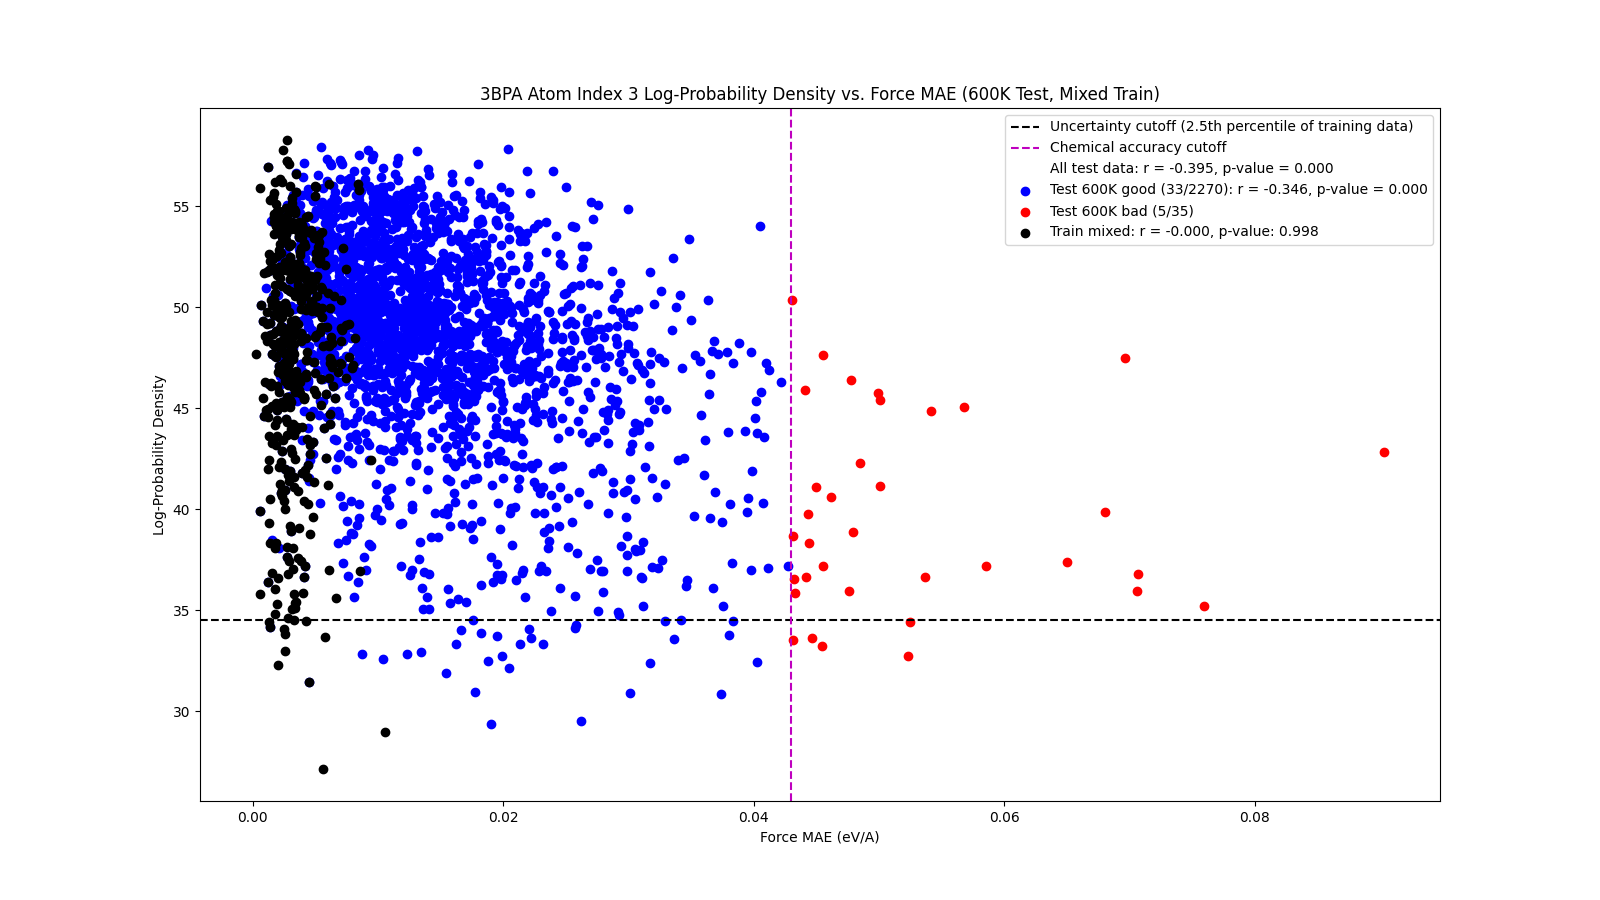 3BPA Atom Index 3 Log-Probability Density vs. Force MAE (600K Test, Mixed Train)
Uncertainty cutoff (2.5th percentile of training data)
Chemical accuracy cutoff
All test data: r = -0.395, p-value = 0.000
Test 600K good (33/2270): r = -0.346, p-value = 0.000
Test 600K bad (5/35)
Train mixed: r = -0.000, p-value: 0.998
Log-Probability Density
55
50
45
40
35
30
0.00 0.02 0.04 0.06 0.08
Force MAE (eV/A)